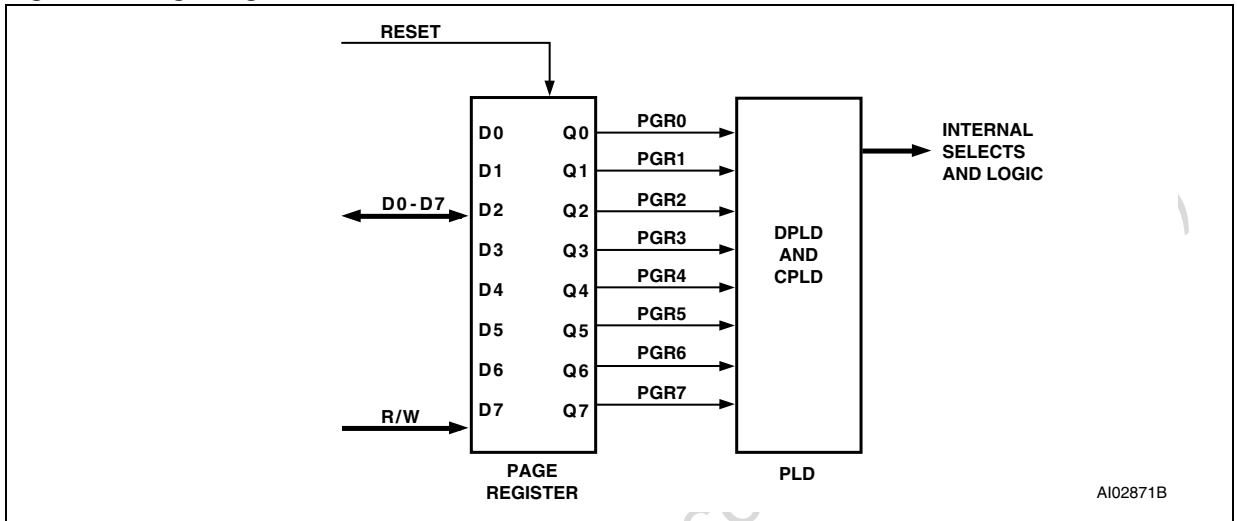 RESET
D0 Q0 PGR0
D1 Q1 PGR1
D0-D7 D2 Q2 PGR2
D3 Q3 PGR3
D4 Q4 PGR4
D5 Q5 PGR5
D6 Q6 PGR6
R/W D7 Q7 PGR7
DPLD
AND
CPLD
INTERNAL
SELECTS
AND LOGIC
PAGE
REGISTER
PLD
AI02871B